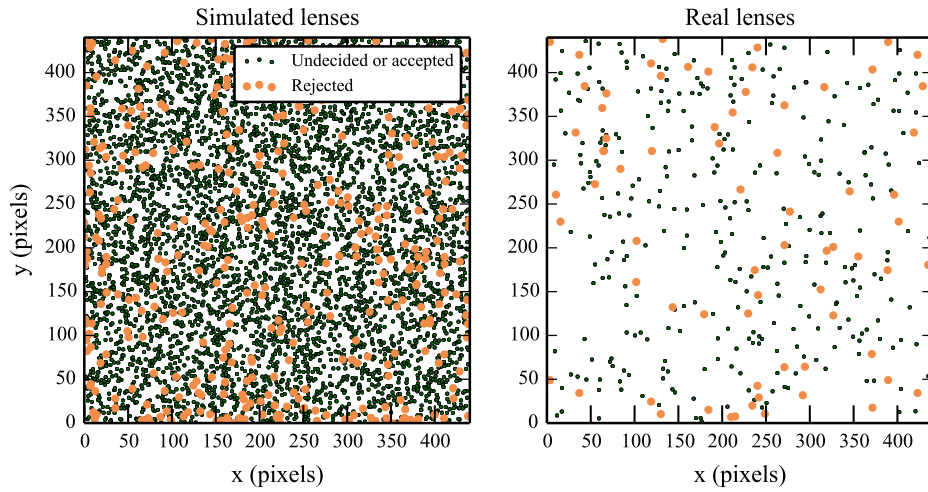 Simulated lenses
Real lenses
Undecided or accepted
Rejected
y (pixels)
400
350
300
250
200
150
100
50
0
0 50 100 150 200 250 300 350 400
x (pixels)
400
350
300
250
200
150
100
50
0
0 50 100 150 200 250 300 350 400
x (pixels)